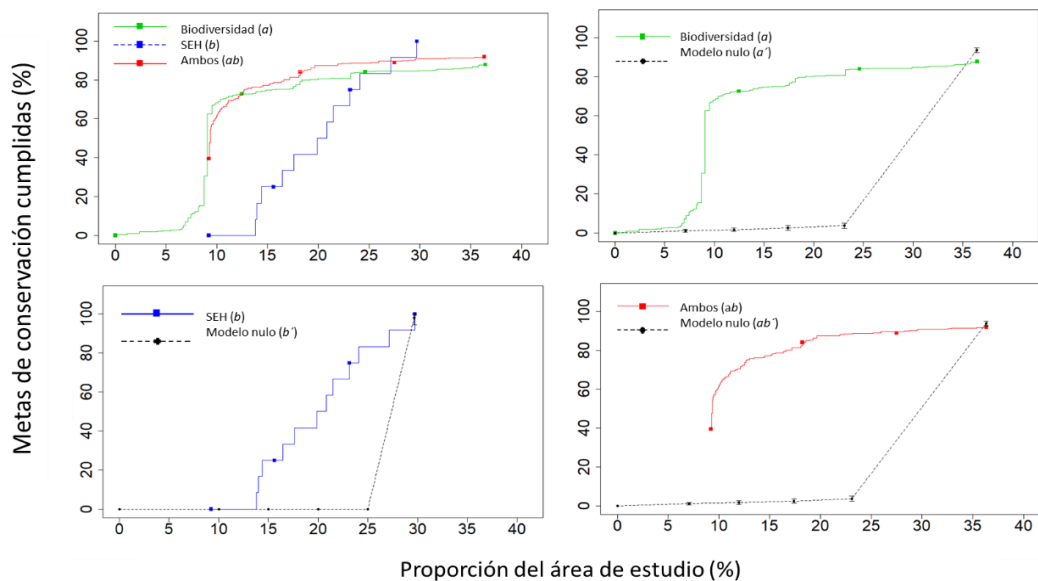 Metas de conservación cumplidas (%)
Biodiversidad (a)
SEH (b)
Ambos (ab)
0 20 40 60 80 100
0 5 10 15 20 25 30 35 40
Biodiversidad (a)
Modelo nulo (a´)
0 20 40 60 80 100
0 5 10 15 20 25 30 35 40
SEH (b)
Modelo nulo (b´)
0 20 40 60 80 100
0 5 10 15 20 25 30 35 40
Ambos (ab)
Modelo nulo (ab´)
0 20 40 60 80 100
0 5 10 15 20 25 30 35 40
Proporción del área de estudio (%)